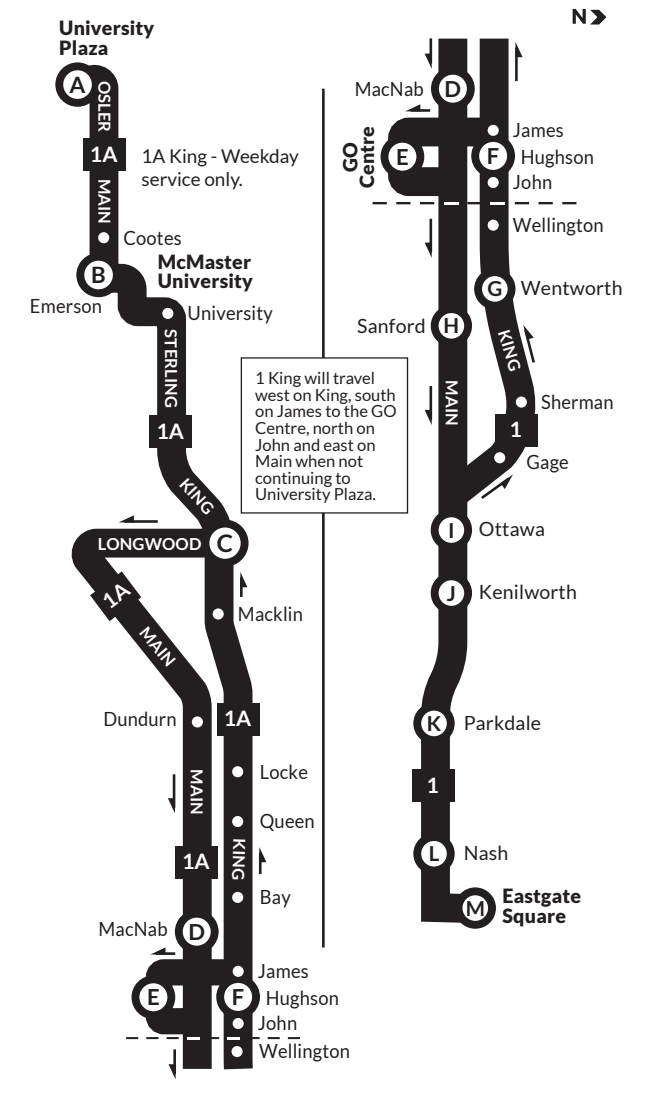 N
University
Plaza
A
OSLER
1A
1A King - Weekday
service only.
MAIN
Cootes
B
McMaster
University
Emerson
University
STERLING
1A
KING
LONGWOOD
C
1A
MAIN
Macklin
Dundurn
1A
MAIN
Locke
Queen
KING
1A
Bay
MacNab
D
James
E
F
Hughson
John
Wellington
1 King will travel
west on King, south
on James to the GO
Centre, north on
John and east on
Main when not
continuing to
University Plaza.
MacNab
D
James
GO
Centre
E
F
Hughson
John
Wellington
G
Wentworth
Sanford
H
KING
MAIN
Sherman
1
Gage
I
Ottawa
J
Kenilworth
K
Parkdale
1
L
Nash
M
Eastgate
Square